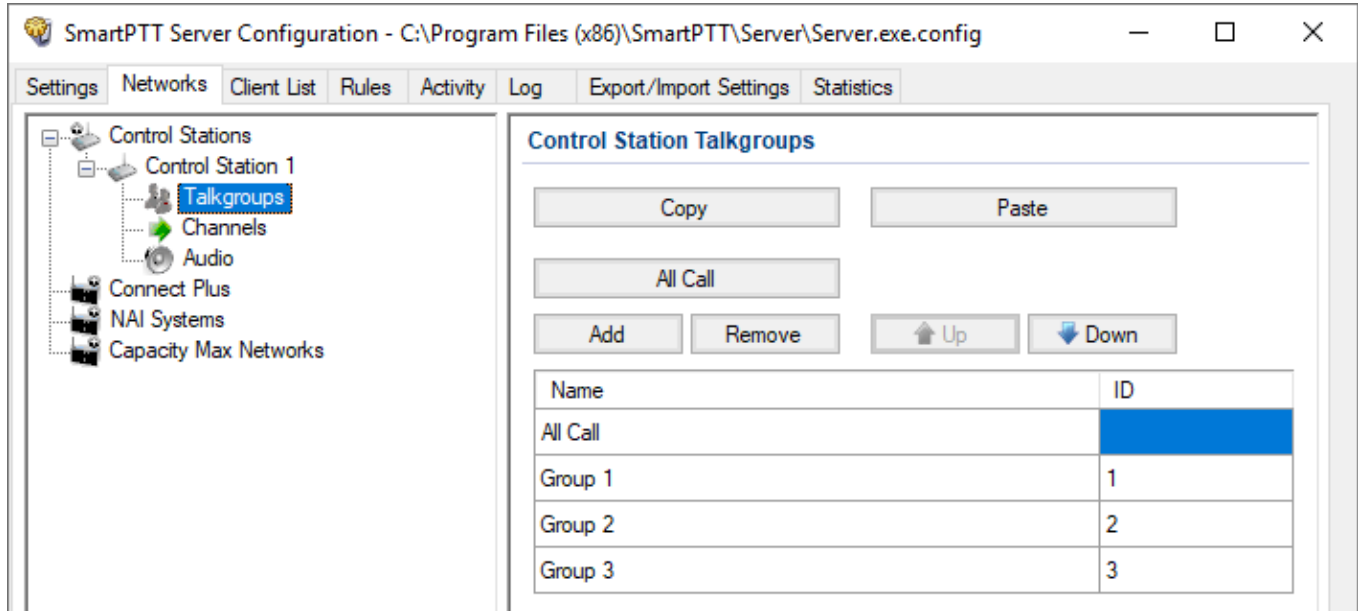 SmartPTT Server Configuration - C:\Program Files (x86)\SmartPTT\Server\Server.exe.config
Settings Networks Client List Rules Activity Log Export/Import Settings Statistics
Control Stations
Control Station 1
Talkgroups
Channels
Audio
Connect Plus
NAI Systems
Capacity Max Networks
Control Station Talkgroups
Copy Paste
All Call
Add Remove Up Down
Name ID
All Call
Group 1 1
Group 2 2
Group 3 3